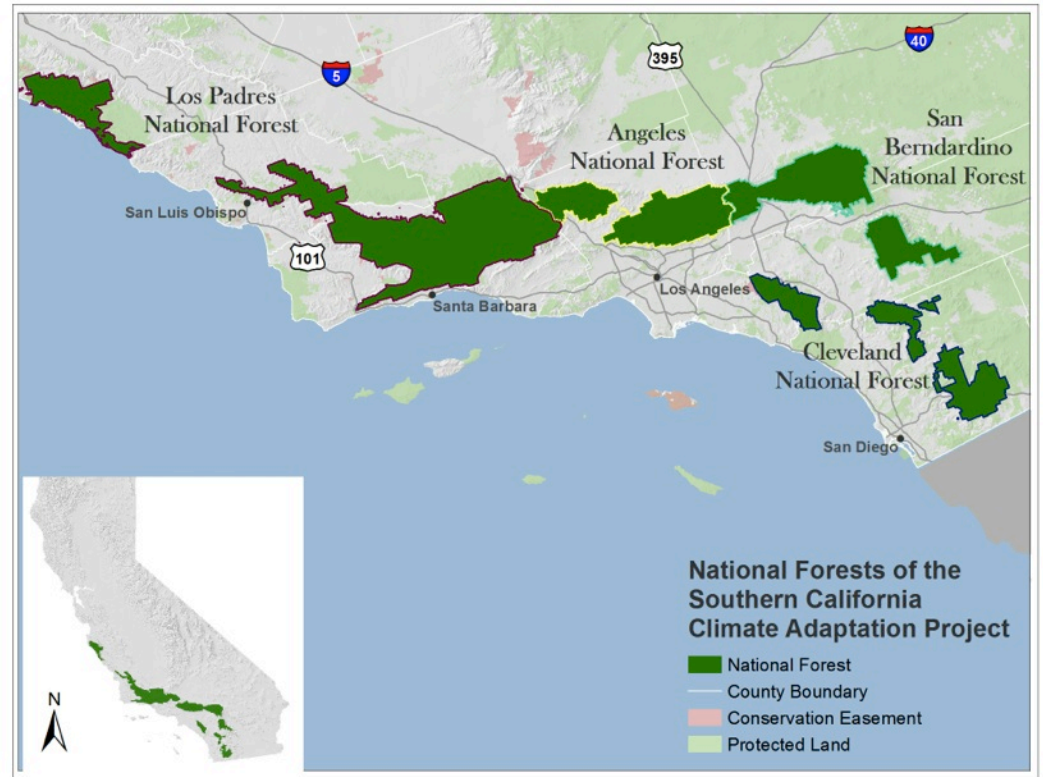 5
395
40
Los Padres
National Forest
Angeles
National Forest
San
Berndardino
National Forest
San Luis Obispo
101
Santa Barbara
Los Angeles
Cleveland
National Forest
San Diego
N
National Forests of the
Southern California
Climate Adaptation Project
National Forest
County Boundary
Conservation Easement
Protected Land